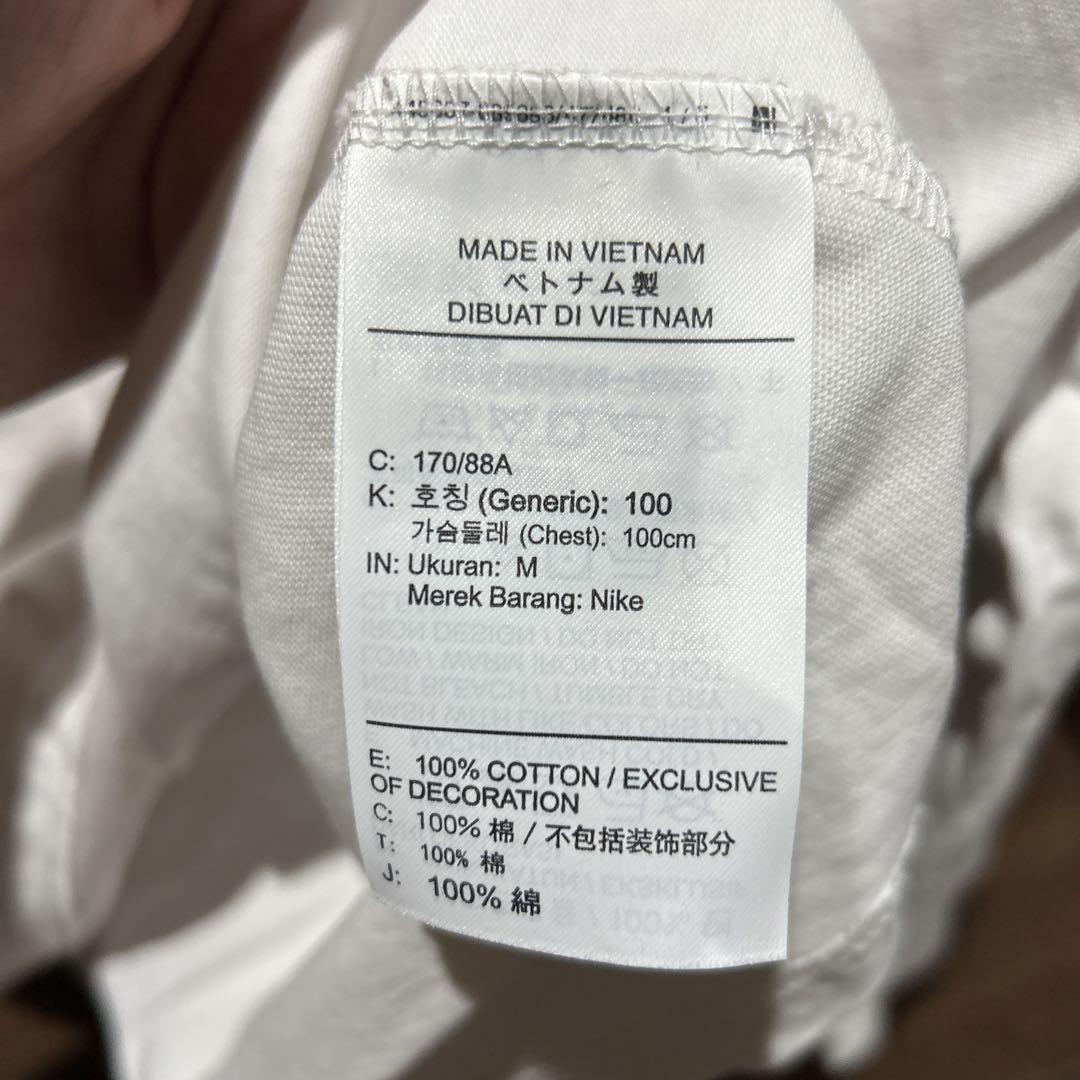 MADE IN VIETNAM
ベトナム製
DIBUAT DI VIETNAM
C: 170/88A
K: 호칭 (Generic): 100
가슴둘레 (Chest): 100cm
IN: Ukuran: M
Merek Barang: Nike
E: 100% COTTON / EXCLUSIVE
OF DECORATION
C: 100% 棉 / 不包括装饰部分
T: 100% 棉
J: 100% 綿